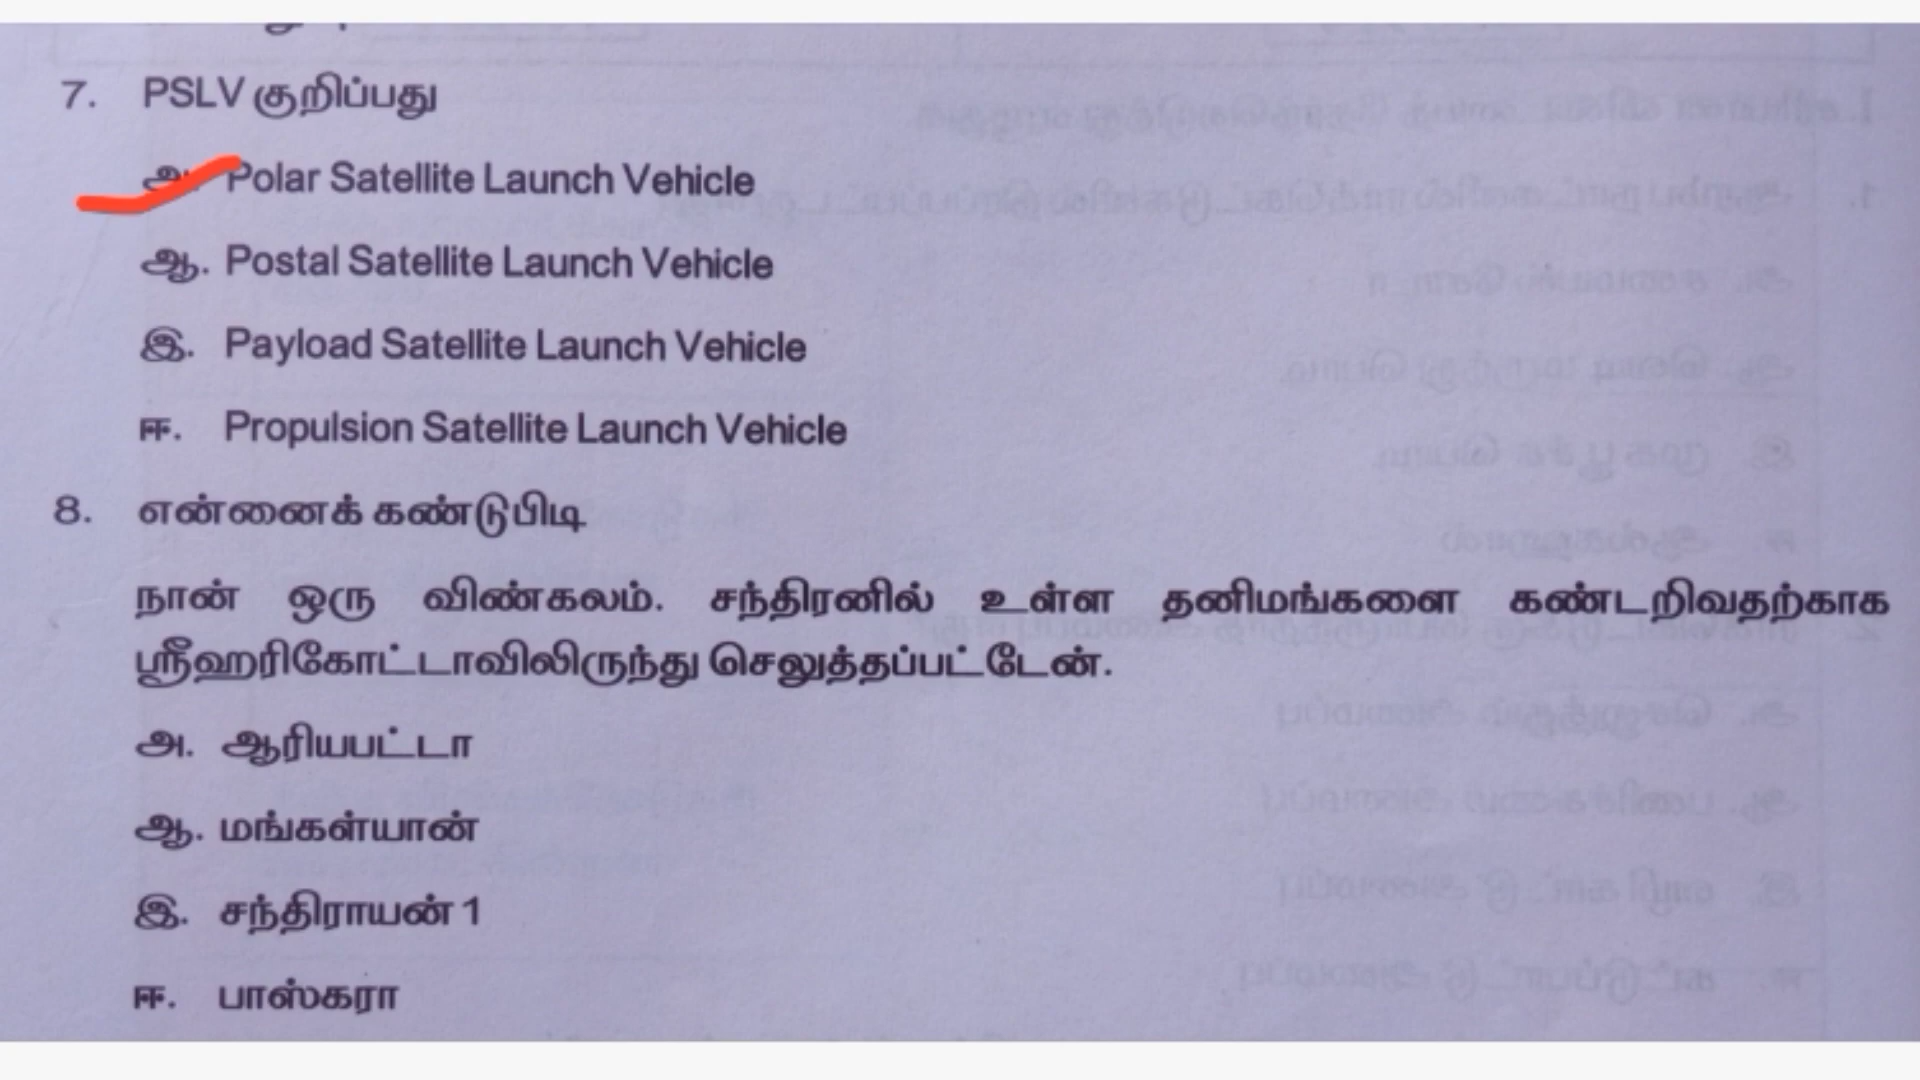 7. PSLV குறிப்பது
அ. Polar Satellite Launch Vehicle
ஆ. Postal Satellite Launch Vehicle
இ. Payload Satellite Launch Vehicle
ஈ. Propulsion Satellite Launch Vehicle
8. என்னைக் கண்டுபிடி
நான் ஒரு விண்கலம். சந்திரனில் உள்ள தனிமங்களை கண்டறிவதற்காக
ஸ்ரீஹரிகோட்டாவிலிருந்து செலுத்தப்பட்டேன்.
அ. ஆரியபட்டா
ஆ. மங்கள்யான்
இ. சந்திராயன் 1
ஈ. பாஸ்கரா